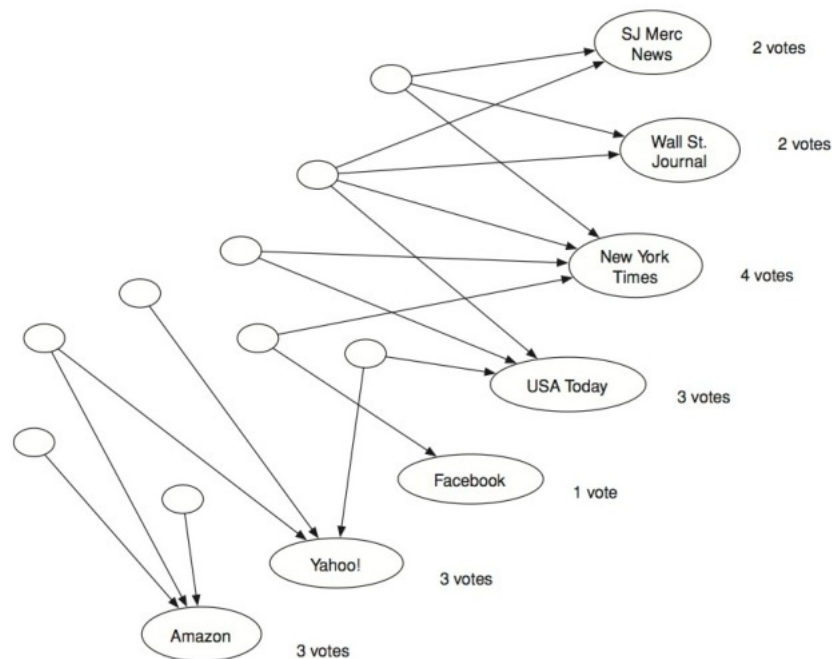 SJ Merc
News
2 votes
Wall St.
Journal
2 votes
New York
Times
4 votes
USA Today
3 votes
Facebook
1 vote
Yahoo!
3 votes
Amazon
3 votes